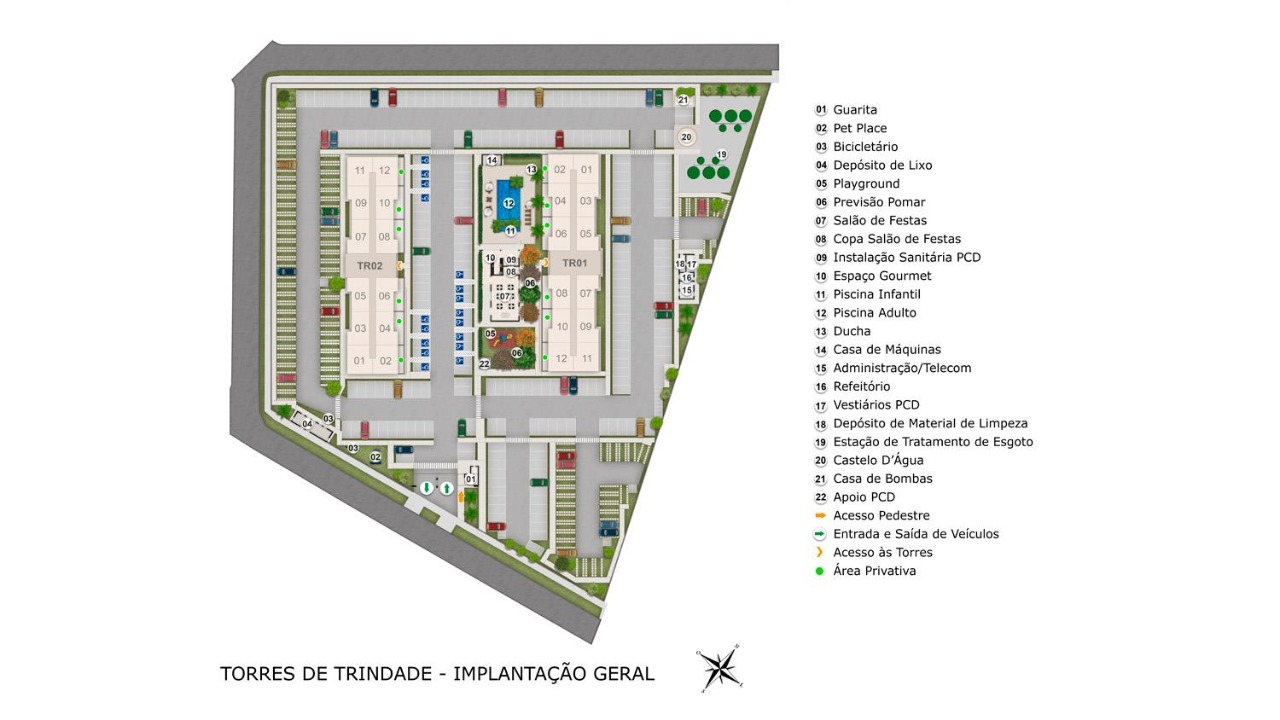 21
20
19
14
13
12
11
11 12
09 10
07 08
TR02
05 06
03 04
01 02
02 01
04 03
06 05
TR01
08 07
10 09
12 11
10
09
08
07
06
05
06
22
18 17
16
15
04
03
03
02
01
01 Guarita
02 Pet Place
03 Bicicletário
04 Depósito de Lixo
05 Playground
06 Previsão Pomar
07 Salão de Festas
08 Copa Salão de Festas
09 Instalação Sanitária PCD
10 Espaço Gourmet
11 Piscina Infantil
12 Piscina Adulto
13 Ducha
14 Casa de Máquinas
15 Administração/Telecom
16 Refeitório
17 Vestiários PCD
18 Depósito de Material de Limpeza
19 Estação de Tratamento de Esgoto
20 Castelo D’Água
21 Casa de Bombas
22 Apoio PCD
Acesso Pedestre
Entrada e Saída de Veículos
Acesso às Torres
Área Privativa
TORRES DE TRINDADE - IMPLANTAÇÃO GERAL